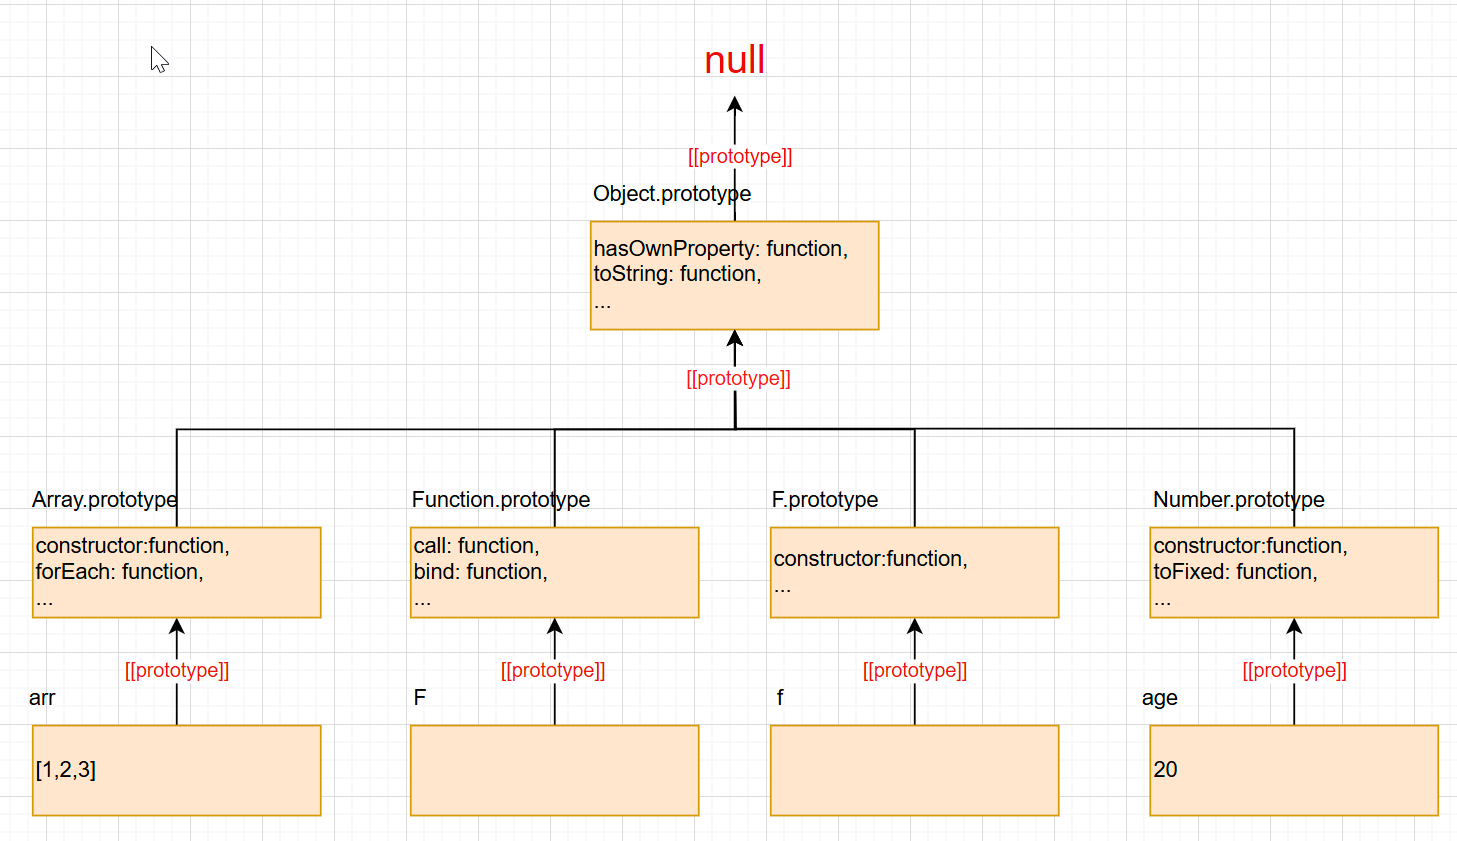 null
[[prototype]]
Object.prototype
hasOwnProperty: function,
toString: function,
...
[[prototype]]
Array.prototype
constructor:function,
forEach: function,
...
Function.prototype
call: function,
bind: function,
...
F.prototype
constructor:function,
...
Number.prototype
constructor:function,
toFixed: function,
...
[[prototype]]
[[prototype]]
[[prototype]]
[[prototype]]
arr
[1,2,3]
F
f
age
20